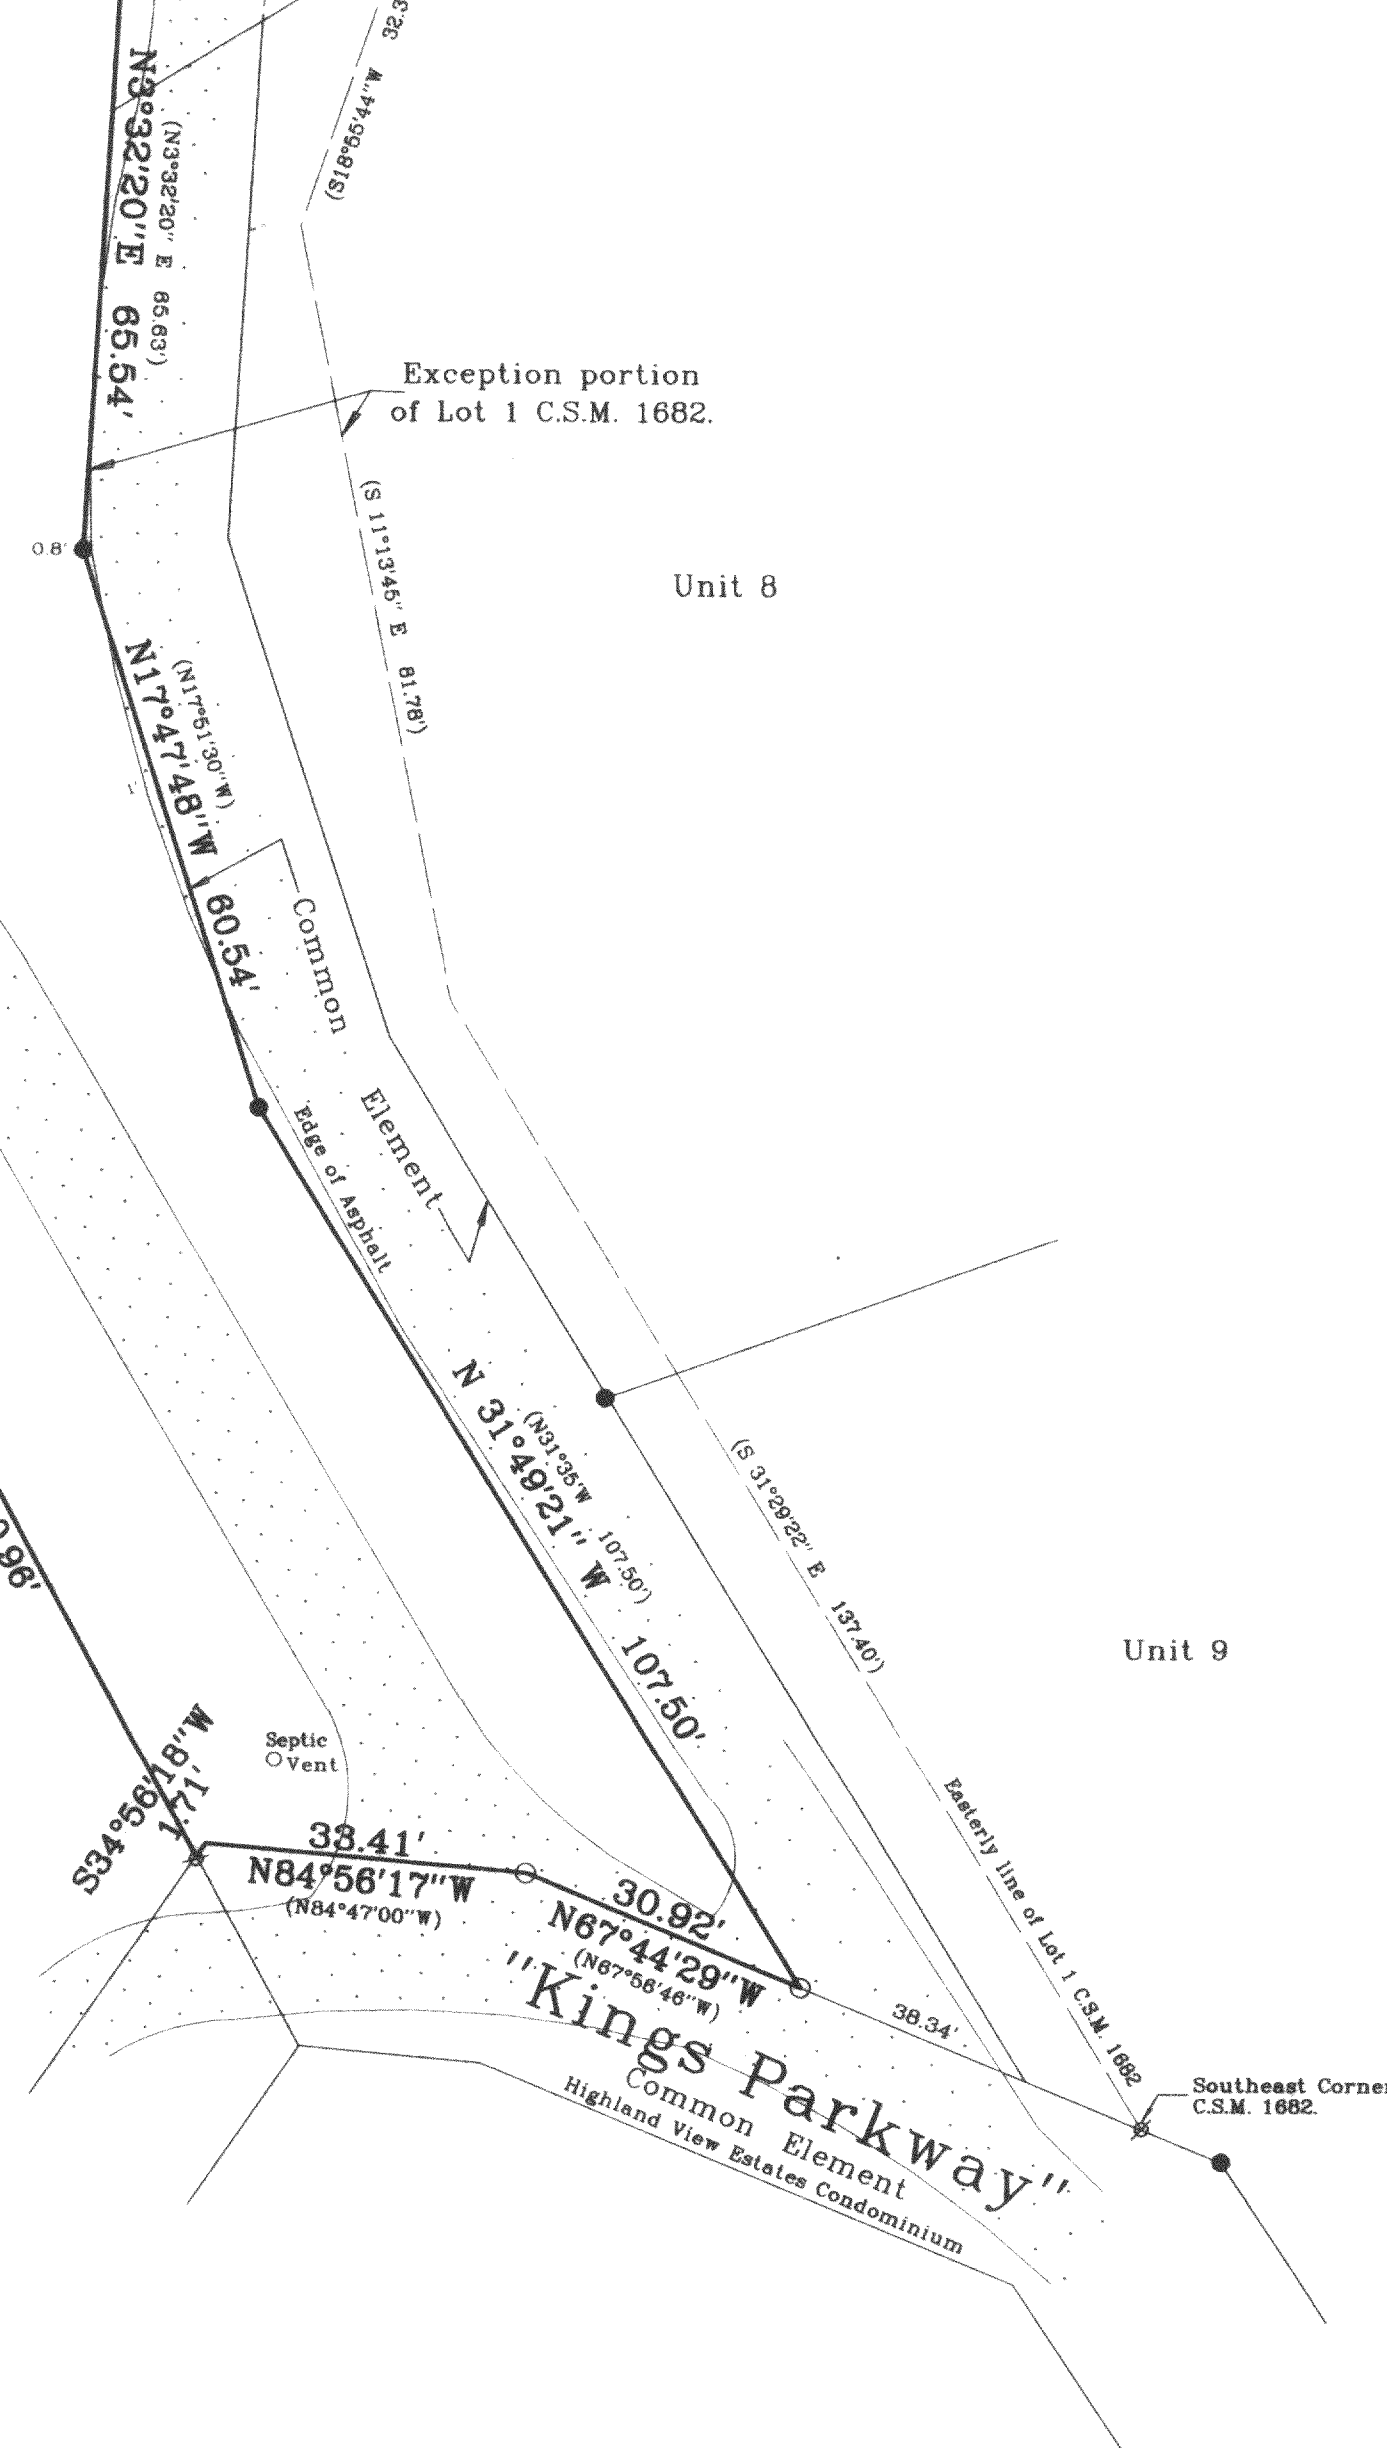 N3°32'20"E 65.54'
(N3°32'20" E 65.63')
(S18°55'44"W 32.3
Exception portion
of Lot 1 C.S.M. 1682.
0.8'
(S 11°13'45" E 81.78')
Unit 8
N17°47'48"W 60.54'
(N17°51'30"W)
Common
Element
Edge of Asphalt
N 31°49'21" W 107.50'
(N31°35'W 107.50')
(S 31°29'22" E 137.40')
Unit 9
.96'
Septic
Vent
S34°56'18"W
1.71'
33.41'
N84°56'17"W
(N84°47'00"W)
30.92'
N67°44'29"W
(N67°56'46"W)
38.34'
Easterly line of Lot 1 C.S.M. 1682
Southeast Corner
C.S.M. 1682.
"Kings Parkway"
Common Element
Highland View Estates Condominium